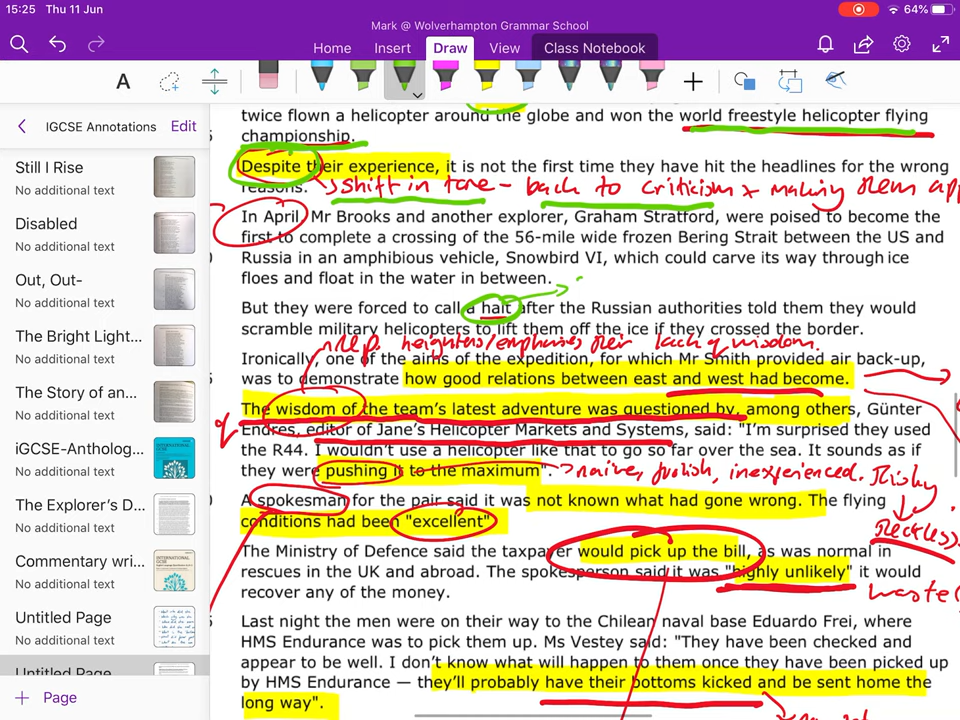 15:25 Thu 11 Jun
64%
Mark @ Wolverhampton Grammar School
Home Insert Draw View Class Notebook
A
IGCSE Annotations Edit
Still I Rise
No additional text
Disabled
No additional text
Out, Out-
No additional text
The Bright Light...
No additional text
The Story of an...
No additional text
iGCSE-Antholog...
No additional text
The Explorer's D...
No additional text
Commentary wri...
No additional text
Untitled Page
No additional text
Untitled Page
+ Page
twice flown a helicopter around the globe and won the world freestyle helicopter flying
championship.
Despite their experience, it is not the first time they have hit the headlines for the wrong
reasons.
shift in tone - back to criticism + making them app
In April, Mr Brooks and another explorer, Graham Stratford, were poised to become the
first to complete a crossing of the 56-mile wide frozen Bering Strait between the US and
Russia in an amphibious vehicle, Snowbird VI, which could carve its way through ice
floes and float in the water in between.
But they were forced to call a halt after the Russian authorities told them they would
scramble military helicopters to lift them off the ice if they crossed the border.
rep. heightens/emphasises their lack of wisdom.
Ironically, one of the aims of the expedition, for which Mr Smith provided air back-up,
was to demonstrate how good relations between east and west had become.
The wisdom of the team's latest adventure was questioned by, among others, Günter
Endres, editor of Jane's Helicopter Markets and Systems, said: "I'm surprised they used
the R44. I wouldn't use a helicopter like that to go so far over the sea. It sounds as if
they were pushing it to the maximum".
naive, foolish, inexperienced. Risky
Reckless
A spokesman for the pair said it was not known what had gone wrong. The flying
conditions had been "excellent"
The Ministry of Defence said the taxpayer would pick up the bill, as was normal in
rescues in the UK and abroad. The spokesperson said it was "highly unlikely" it would
recover any of the money.
Last night the men were on their way to the Chilean naval base Eduardo Frei, where
HMS Endurance was to pick them up. Ms Vestey said: "They have been checked and
appear to be well. I don't know what will happen to them once they have been picked up
by HMS Endurance — they'll probably have their bottoms kicked and be sent home the
long way".